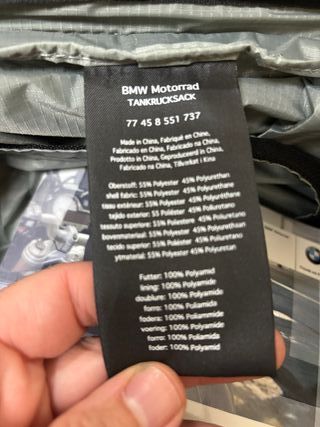 BMW Motorrad
TANKRUCKSACK
77 45 8 551 737
Made in China, Fabriqué en Chine,
Fabricado en China, Fabricado en China,
Prodotto in China, Geproduceerd in China,
Fabricado na China, Tillverkat i Kina
Oberstoff: 55% Polyester 45% Polyurethan
shell fabric: 55% Polyester 45% Polyurethane
tissu extérieur: 55% Polyester 45% Polyuréthane
tejido exterior: 55% Poliéster 45% Poliuretano
tessuto superiore: 55% Poliestere 45% Poliuretano
bovenmateriaal: 55% Polyester 45% Polyurethaan
tecido superior: 55% Poliéster 45% Poliuretano
ytmaterial: 55% Polyester 45% Polyuretan
Futter: 100% Polyamid
lining: 100% Polyamide
doublure: 100% Polyamide
forro: 100% Poliamida
fodera: 100% Poliammide
voering: 100% Polyamide
forro: 100% Poliamida
foder: 100% Polyamid